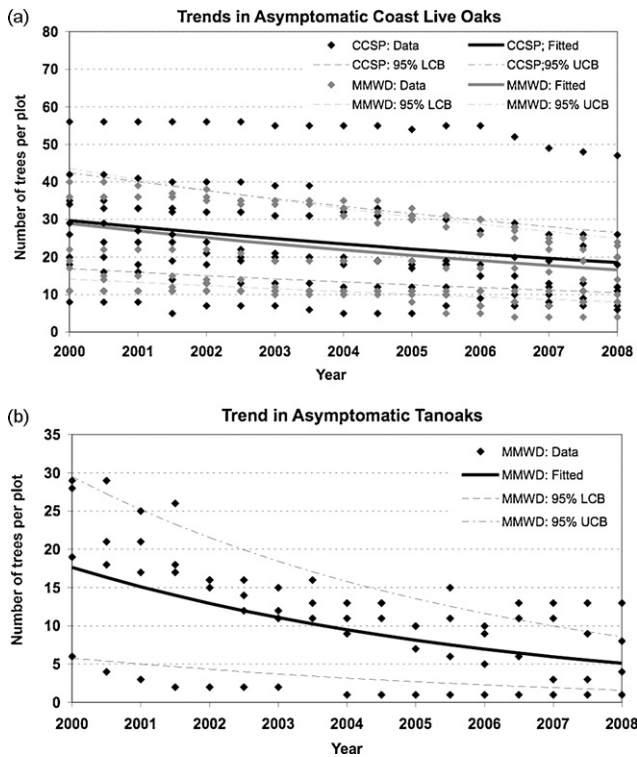 (a)
Trends in Asymptomatic Coast Live Oaks
80
70
60
50
40
30
20
10
0
Number of trees per plot
CCSP: Data
CCSP; Fitted
CCSP: 95% LCB
CCSP;95% UCB
MMWD: Data
MMWD: Fitted
MMWD: 95% LCB
MMWD: 95% UCB
2000 2001 2002 2003 2004 2005 2006 2007 2008
Year
(b)
Trend in Asymptomatic Tanoaks
35
30
25
20
15
10
5
0
Number of trees per plot
MMWD: Data
MMWD: Fitted
MMWD: 95% LCB
MMWD: 95% UCB
2000 2001 2002 2003 2004 2005 2006 2007 2008
Year